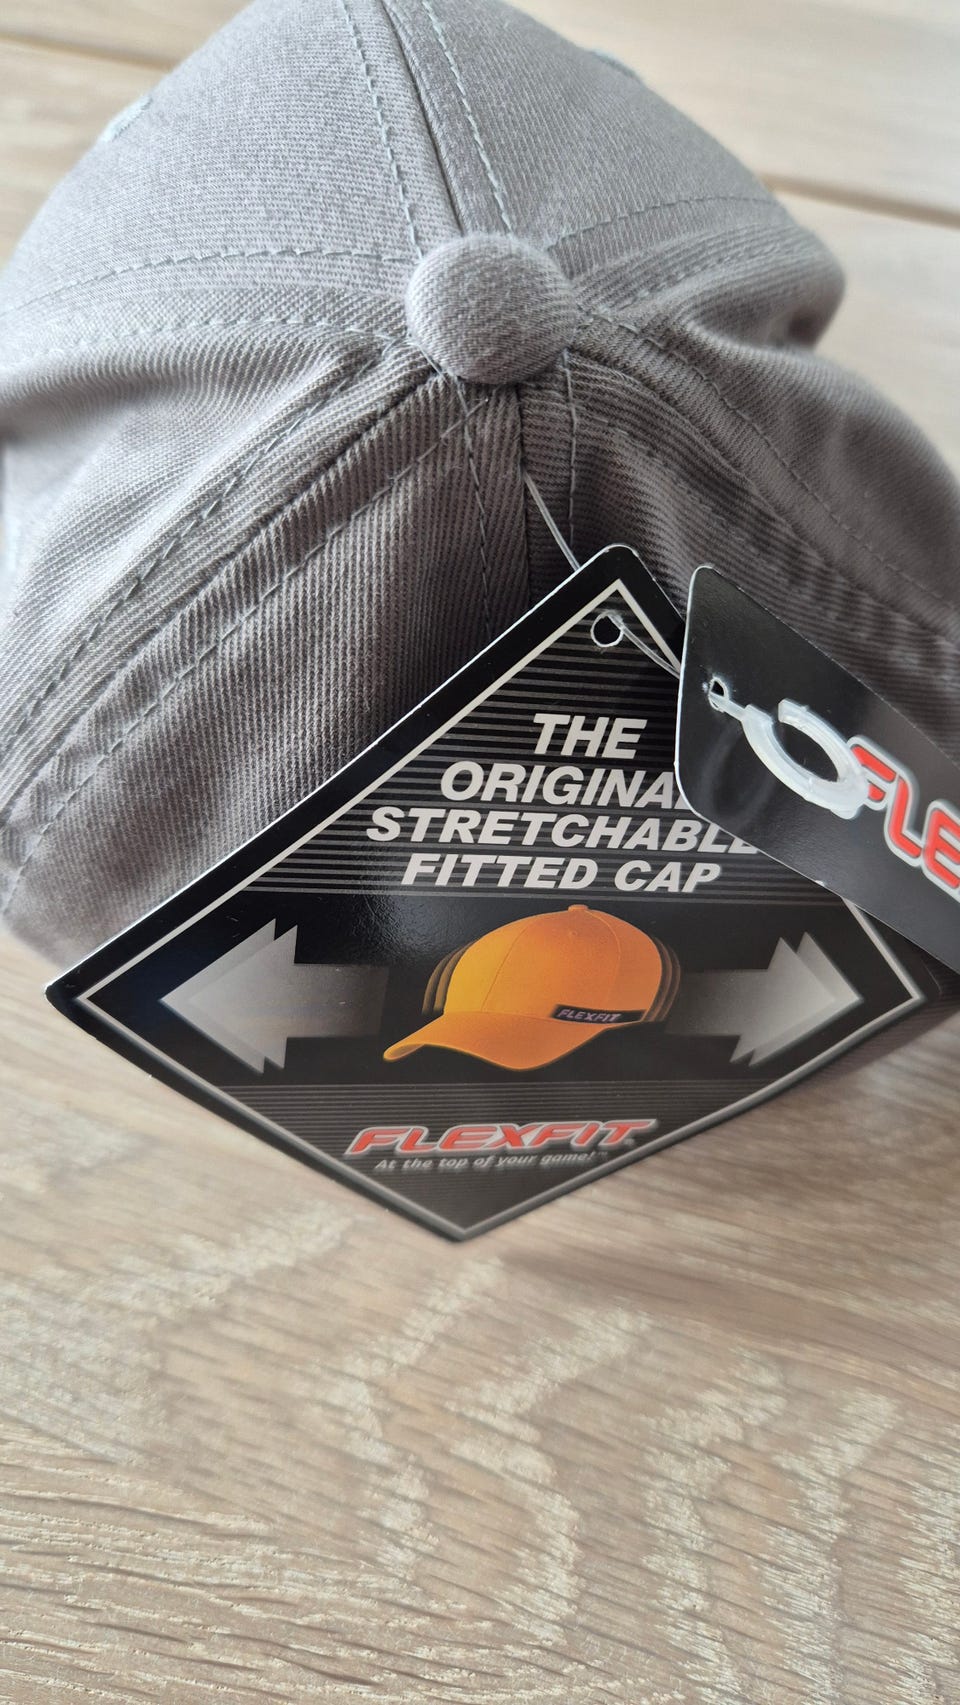 THE
ORIGINAL
STRETCHABLE
FITTED CAP
FLEXFIT
FLEXFIT
At the top of your game!™
FLE